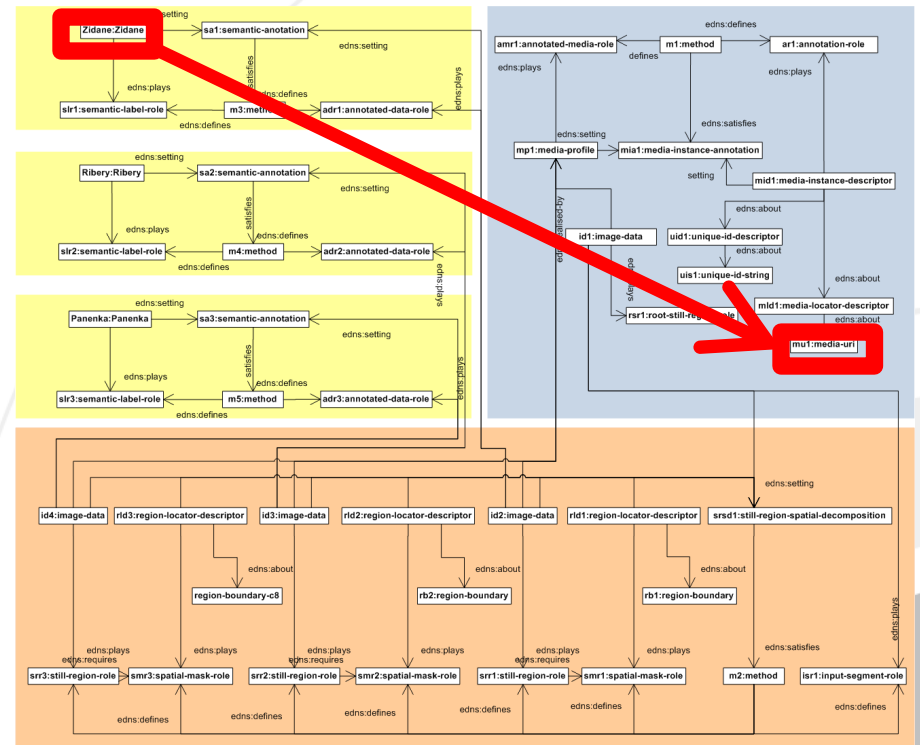 edns:setting
Zidane:Zidane
sa1:semantic-anotation
edns:setting
satisfies
edns:plays
edns:defines
slr1:semantic-label-role
m3:method
adr1:annotated-data-role
edns:defines
edns:plays
edns:setting
Ribery:Ribery
sa2:semantic-annotation
edns:setting
satisfies
edns:plays
edns:defines
slr2:semantic-label-role
m4:method
adr2:annotated-data-role
edns:defines
edns:plays
edns:setting
Panenka:Panenka
sa3:semantic-annotation
edns:setting
satisfies
edns:plays
edns:defines
slr3:semantic-label-role
m5:method
adr3:annotated-data-role
edns:defines
edns:plays
edns:defines
amr1:annotated-media-role
m1:method
ar1:annotation-role
defines
edns:plays
edns:plays
edns:satisfies
edns:setting
mp1:media-profile
mia1:media-instance-annotation
setting
mid1:media-instance-descriptor
edns:about
id1:image-data
uid1:unique-id-descriptor
edns:about
uis1:unique-id-string
edns:about
edns:plays
mld1:media-locator-descriptor
edns:about
mu1:media-uri
edns:setting
id4:image-data
rld3:region-locator-descriptor
id3:image-data
rld2:region-locator-descriptor
id2:image-data
rld1:region-locator-descriptor
srsd1:still-region-spatial-decomposition
edns:about
edns:about
edns:about
region-boundary-c8
rb2:region-boundary
rb1:region-boundary
edns:plays
edns:plays
edns:plays
edns:plays
edns:plays
edns:plays
edns:satisfies
edns:plays
edns:requires
edns:requires
edns:requires
srr3:still-region-role
smr3:spatial-mask-role
srr2:still-region-role
smr2:spatial-mask-role
srr1:still-region-role
smr1:spatial-mask-role
m2:method
isr1:input-segment-role
edns:defines
edns:defines
edns:defines
edns:defines
edns:defines
edns:defines
edns:defines